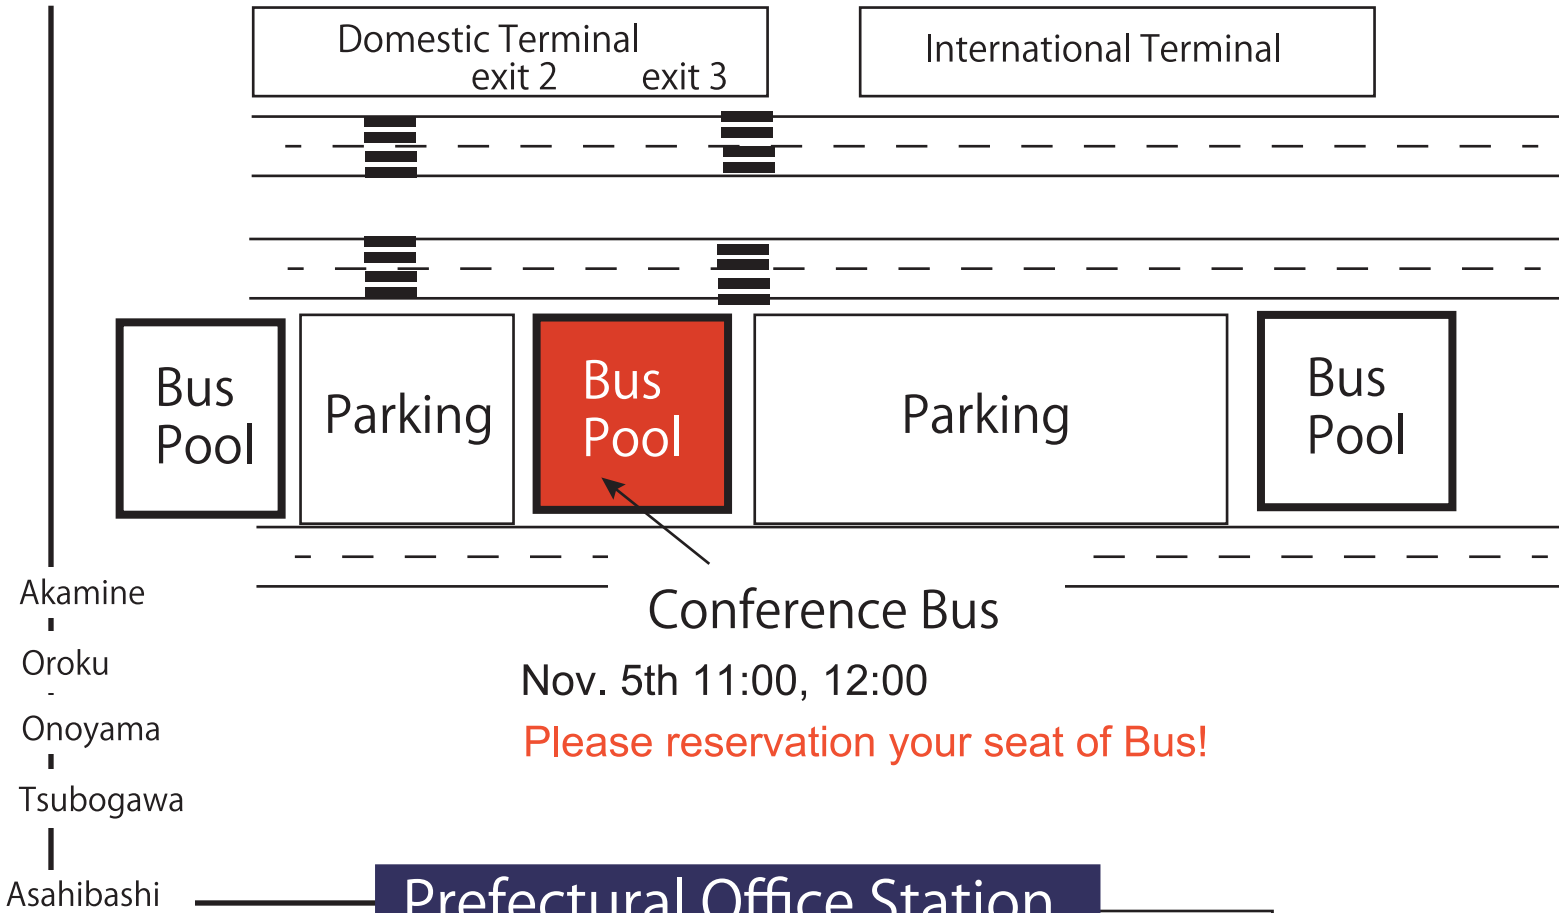 Domestic Terminal
exit 2 exit 3
International Terminal
Bus
Pool
Parking
Bus
Pool
Parking
Bus
Pool
Conference Bus
Nov. 5th 11:00, 12:00
Please reservation your seat of Bus!
Akamine
Oroku
Onoyama
Tsubogawa
Asahibashi
Prefectural Office Station